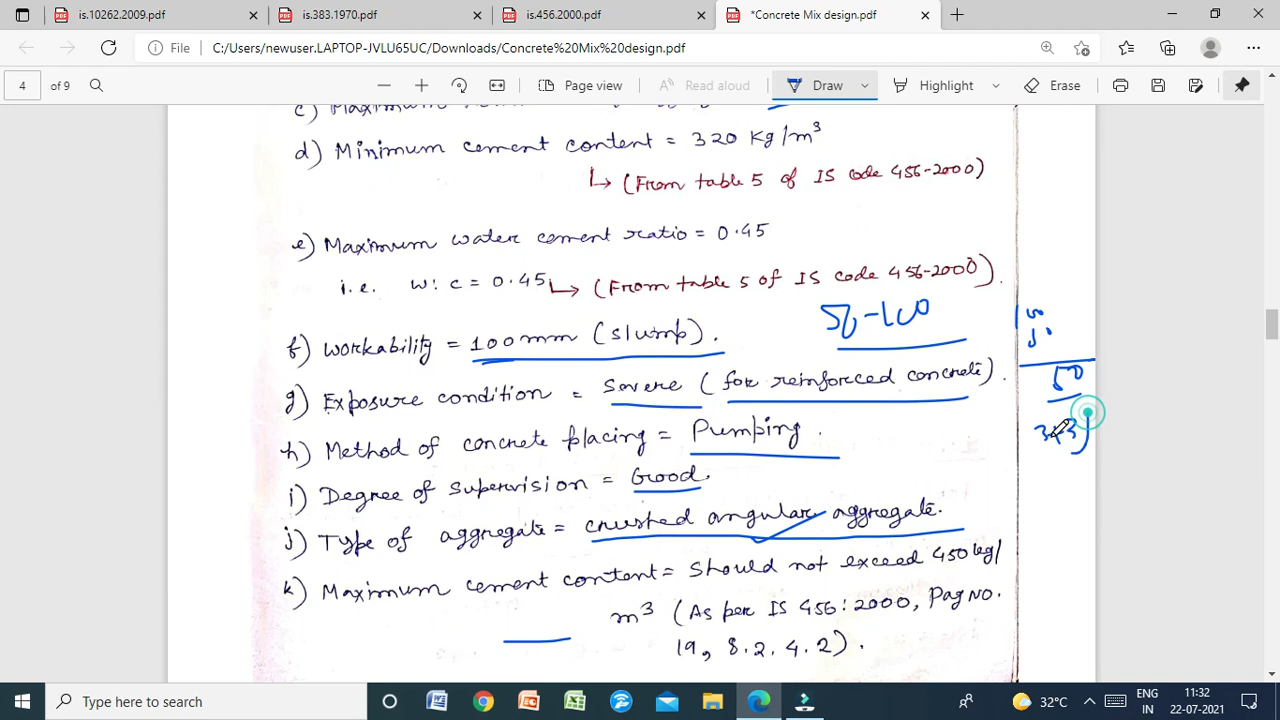 is.10262.2009.pdf
is.383.1970.pdf
is.456.2000.pdf
*Concrete Mix design.pdf
File
C:/Users/newuser.LAPTOP-JVLU65UC/Downloads/Concrete%20Mix%20design.pdf
4 of 9
Page view
Read aloud
Draw
Highlight
Erase
d) Minimum cement content = 320 Kg/m³
↳ (From table 5 of IS code 456-2000)
e) Maximum water cement ratio = 0.45
i.e. w:c = 0.45 ↳ (From table 5 of IS code 456-2000).
50-100
f) Workability = 100mm (slump).
g) Exposure condition = Severe (for reinforced concrete).
50
h) Method of concrete placing = Pumping.
i) Degree of supervision = Good.
j) Type of aggregate = crushed angular aggregate.
k) Maximum cement content = Should not exceed 450 kg/
m³ (As per IS 456:2000, Pag No.
19, 8.2.4.2).
Type here to search
32°C
ENG
IN
11:32
22-07-2021